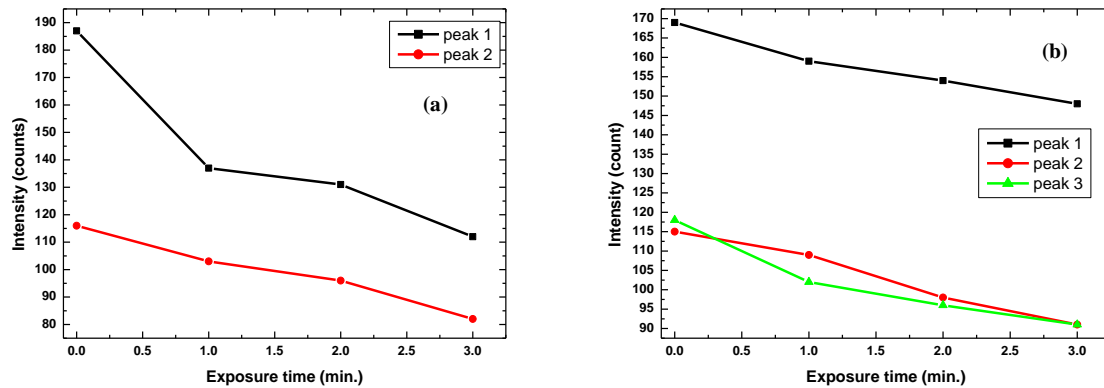 190
180
170
160
150
140
130
120
110
100
90
80
Intensity (counts)
0.0 0.5 1.0 1.5 2.0 2.5 3.0
Exposure time (min.)
peak 1
peak 2
(a)
170
165
160
155
150
145
140
135
130
125
120
115
110
105
100
95
90
Intensity (count)
0.0 0.5 1.0 1.5 2.0 2.5 3.0
Exposure time (min.)
(b)
peak 1
peak 2
peak 3